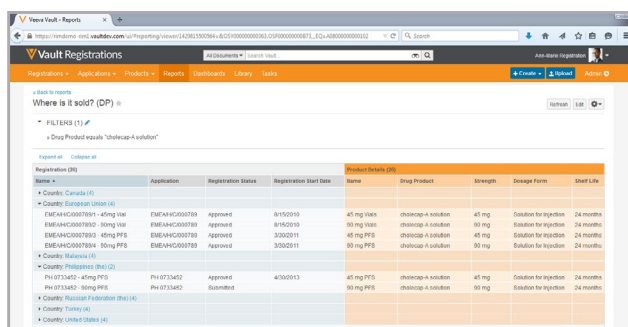 Veeva Vault - Reports
Search
Vault Registrations
All Documents
Search Vault
Ann-Marie Registration
Registrations Applications Products Reports Dashboards Library Tasks
+ Create Upload Admin
« Back to reports
Where is it sold? (DP)
Refresh Edit
FILTERS (1)
» Drug Product equals "cholecap-A solution"
Expand all Collapse all
Product Details
Name Application Registration Status Registration Start Date Name Drug Product Strength Dosage Form Shelf Life
Country: Canada (4)
Country: European Union (4)
EMEA/H/C/000789/1 - 45mg Vial EMEA/H/C/000789 Approved 8/15/2010 45 mg Vials cholecap-A solution 45 mg Solution for Injection 24 months
EMEA/H/C/000789/2 - 90mg Vial EMEA/H/C/000789 Approved 8/15/2010 90 mg Vials cholecap-A solution 90 mg Solution for Injection 24 months
EMEA/H/C/000789/3 - 45mg PFS EMEA/H/C/000789 Approved 3/30/2011 45 mg PFS cholecap-A solution 45 mg Solution for Injection 24 months
EMEA/H/C/000789/4 - 90mg PFS EMEA/H/C/000789 Approved 3/30/2011 90 mg PFS cholecap-A solution 90 mg Solution for Injection 24 months
Country: Malaysia (4)
Country: Philippines (the) (2)
PH 0733452 - 45mg PFS PH 0733452 Approved 4/30/2013 45 mg PFS cholecap-A solution 45 mg Solution for Injection 24 months
PH 0733452 - 90mg PFS PH 0733452 Submitted 90 mg PFS cholecap-A solution 90 mg Solution for Injection 24 months
Country: Russian Federation (the) (4)
Country: Turkey (4)
Country: United States (4)